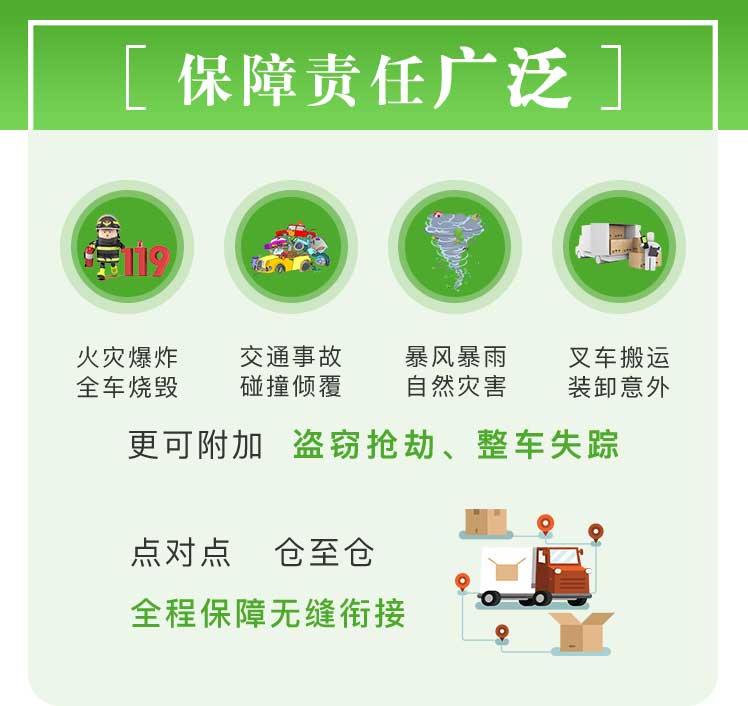 保障责任广泛
119
火灾爆炸
全车烧毁
交通事故
碰撞倾覆
暴风暴雨
自然灾害
叉车搬运
装卸意外
更可附加 盗窃抢劫、整车失踪
点对点 仓至仓
全程保障无缝衔接